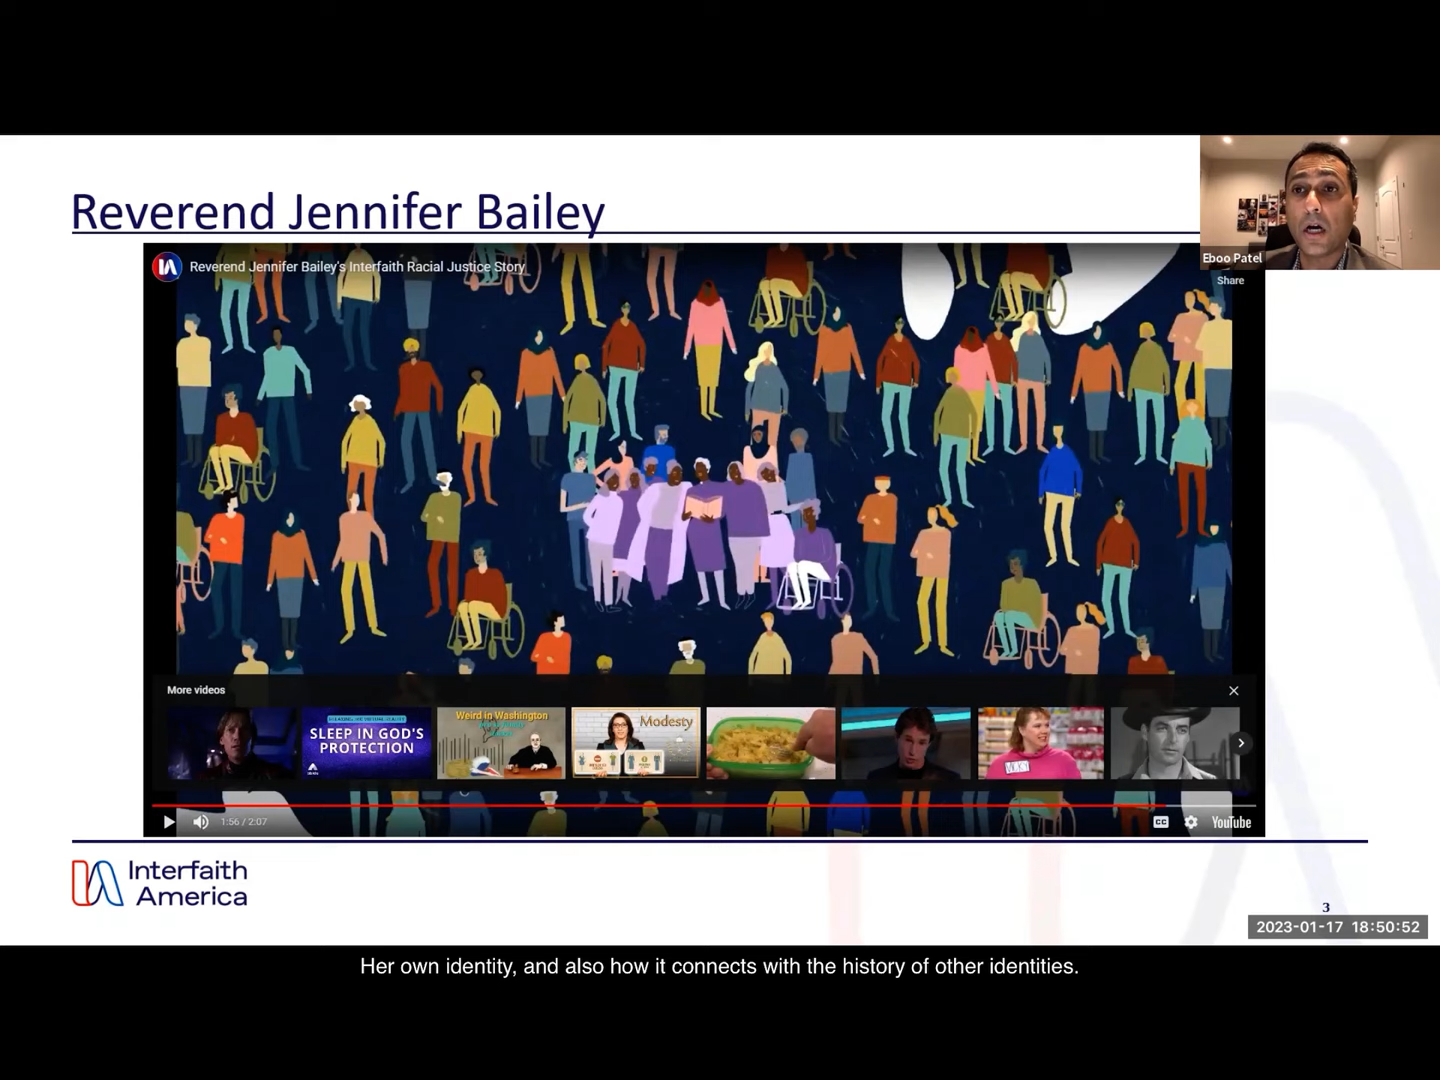 Reverend Jennifer Bailey
Reverend Jennifer Bailey's Interfaith Racial Justice Story
Eboo Patel
Share
More videos
SLEEP IN GOD'S
PROTECTION
Weird in Washington
Modesty
1:56 / 2:07
CC
YouTube
Interfaith
America
3
2023-01-17 18:50:52
Her own identity, and also how it connects with the history of other identities.